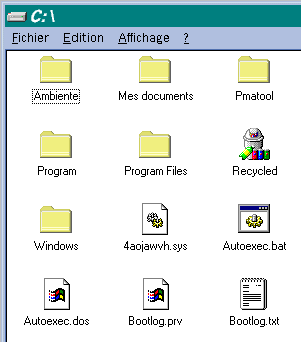 C:\
Fichier Edition Affichage ?
Ambiente Mes documents Pmatool
Program Program Files Recycled
Windows 4aojawvh.sys Autoexec.bat
Autoexec.dos Bootlog.prv Bootlog.txt